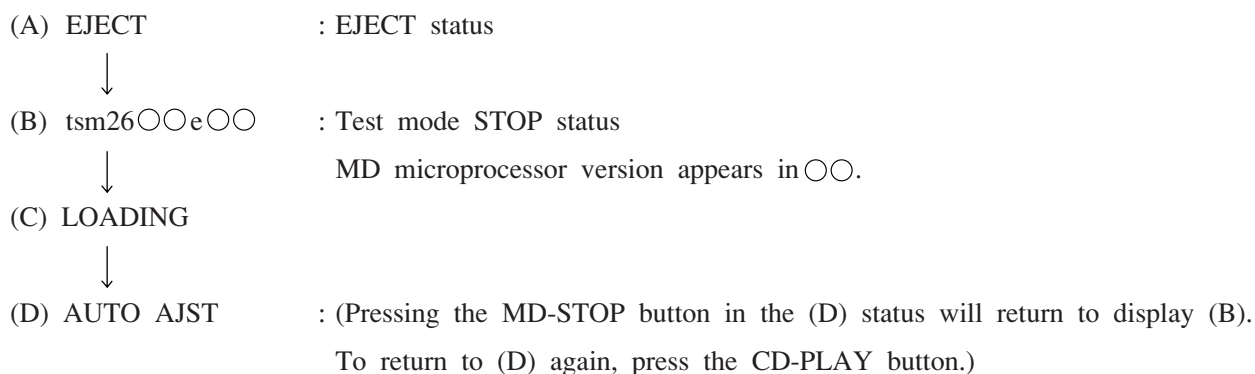 (A) EJECT : EJECT status
(B) tsm26○○e○○ : Test mode STOP status
MD microprocessor version appears in ○○.
(C) LOADING
(D) AUTO AJST : (Pressing the MD-STOP button in the (D) status will return to display (B).
To return to (D) again, press the CD-PLAY button.)